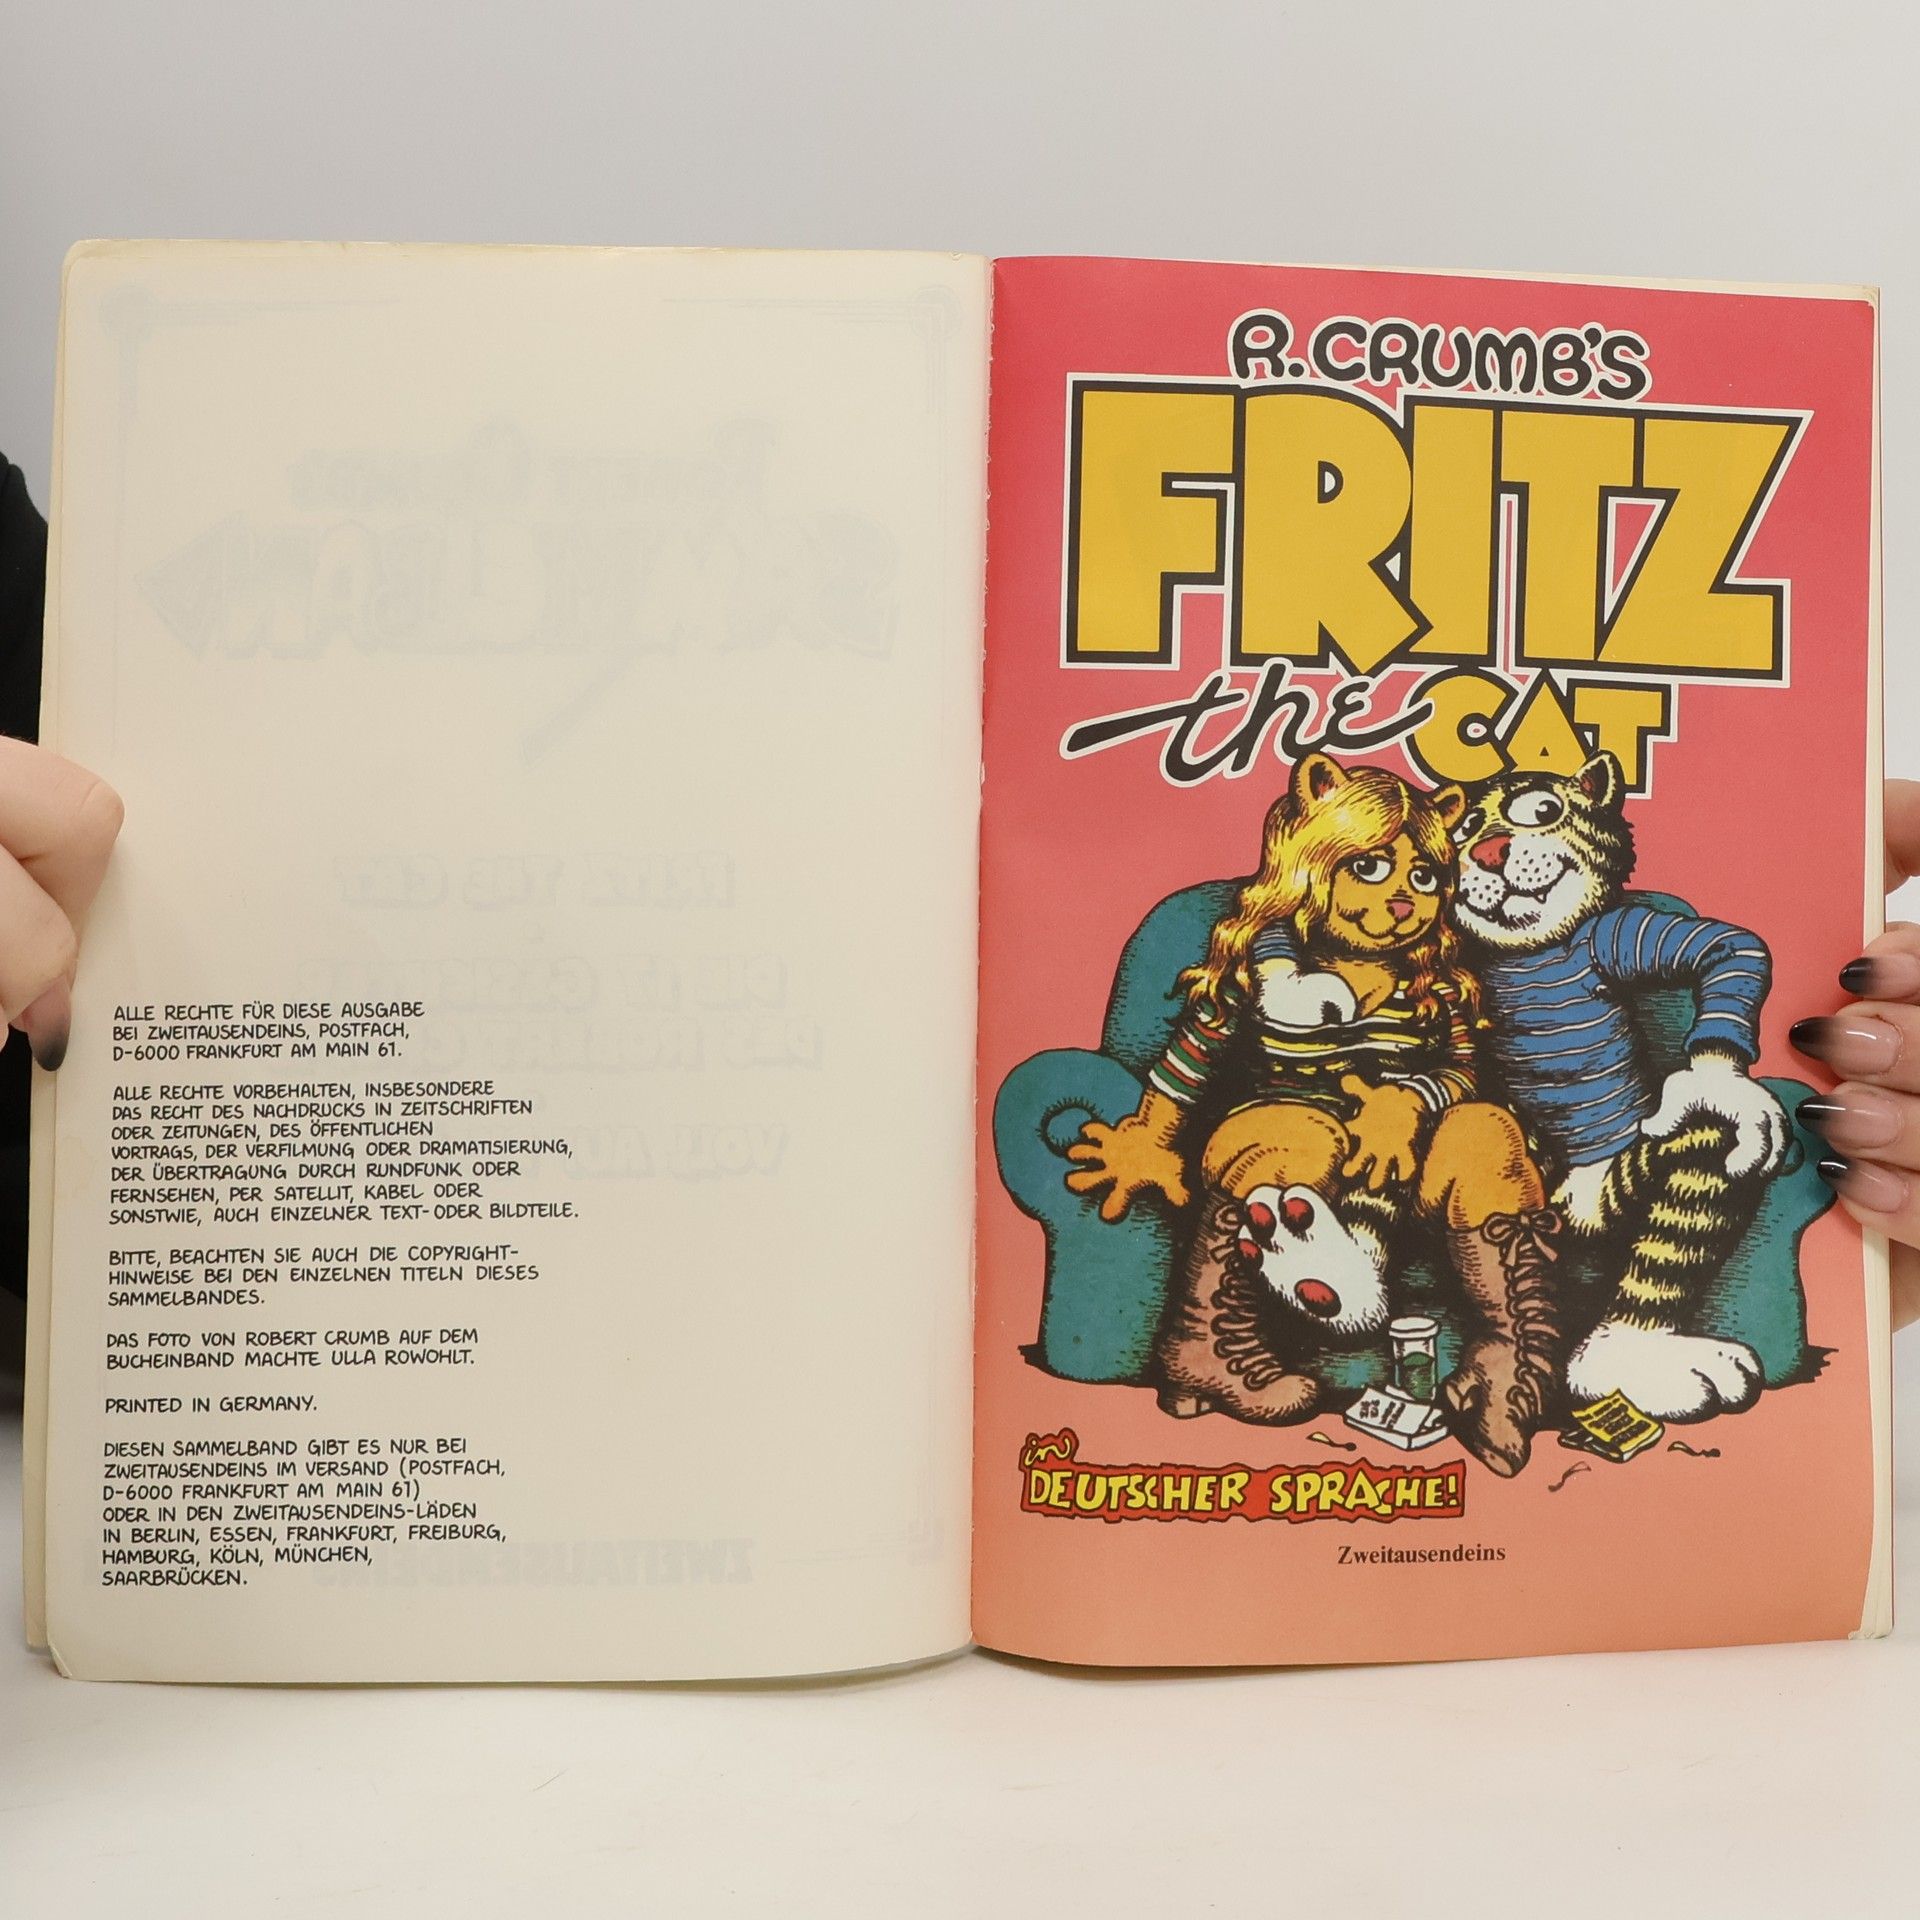 ALLE RECHTE FÜR DIESE AUSGABE
BEI ZWEITAUSENDEINS, POSTFACH,
D-6000 FRANKFURT AM MAIN 61.
ALLE RECHTE VORBEHALTEN, INSBESONDERE
DAS RECHT DES NACHDRUCKS IN ZEITSCHRIFTEN
ODER ZEITUNGEN, DES ÖFFENTLICHEN
VORTRAGS, DER VERFILMUNG ODER DRAMATISIERUNG,
DER ÜBERTRAGUNG DURCH RUNDFUNK ODER
FERNSEHEN, PER SATELLIT, KABEL ODER
SONSTWIE, AUCH EINZELNER TEXT- ODER BILDTEILE.
BITTE, BEACHTEN SIE AUCH DIE COPYRIGHT-
HINWEISE BEI DEN EINZELNEN TITELN DIESES
SAMMELBANDES.
DAS FOTO VON ROBERT CRUMB AUF DEM
BUCHEINBAND MACHTE ULLA ROWOHLT.
PRINTED IN GERMANY.
DIESEN SAMMELBAND GIBT ES NUR BEI
ZWEITAUSENDEINS IM VERSAND (POSTFACH,
D-6000 FRANKFURT AM MAIN 61)
ODER IN DEN ZWEITAUSENDEINS-LÄDEN
IN BERLIN, ESSEN, FRANKFURT, FREIBURG,
HAMBURG, KÖLN, MÜNCHEN,
SAARBRÜCKEN.
R. CRUMB'S
FRITZ
the CAT
in
DEUTSCHER SPRACHE!
Zweitausendeins